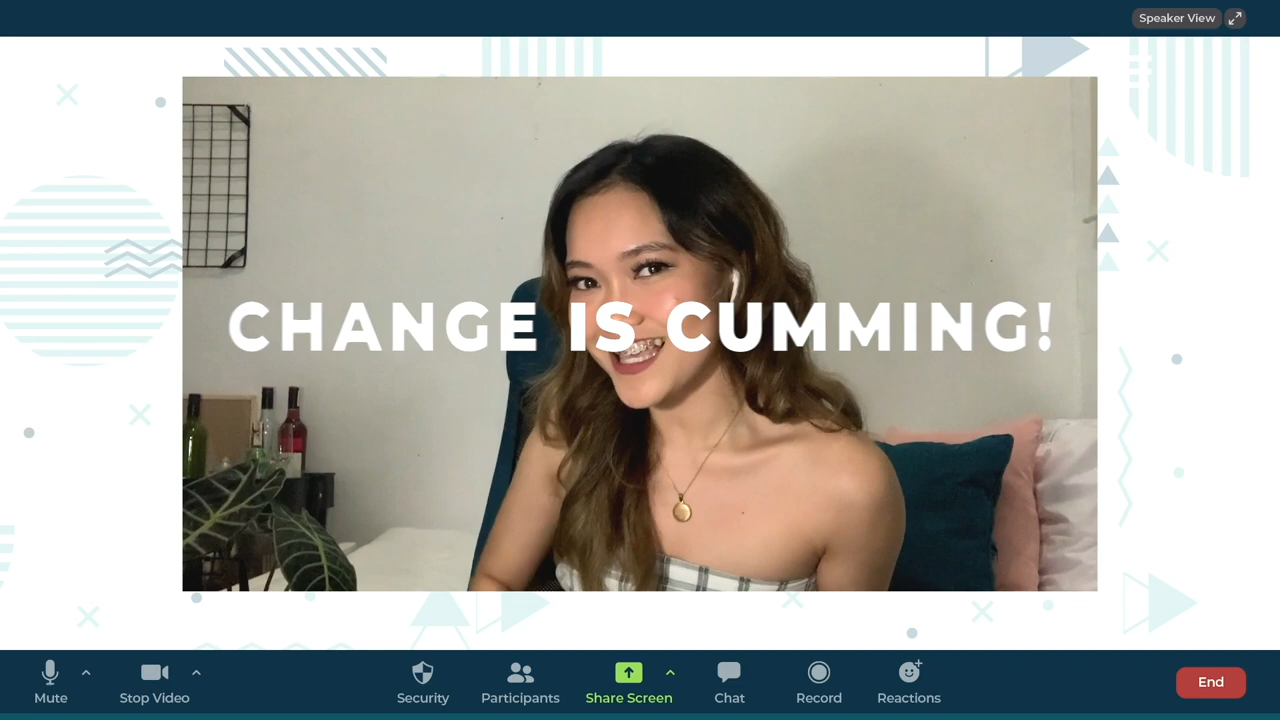 Speaker View
CHANGE IS CUMMING!
Mute
Stop Video
Security
Participants
Share Screen
Chat
Record
Reactions
End